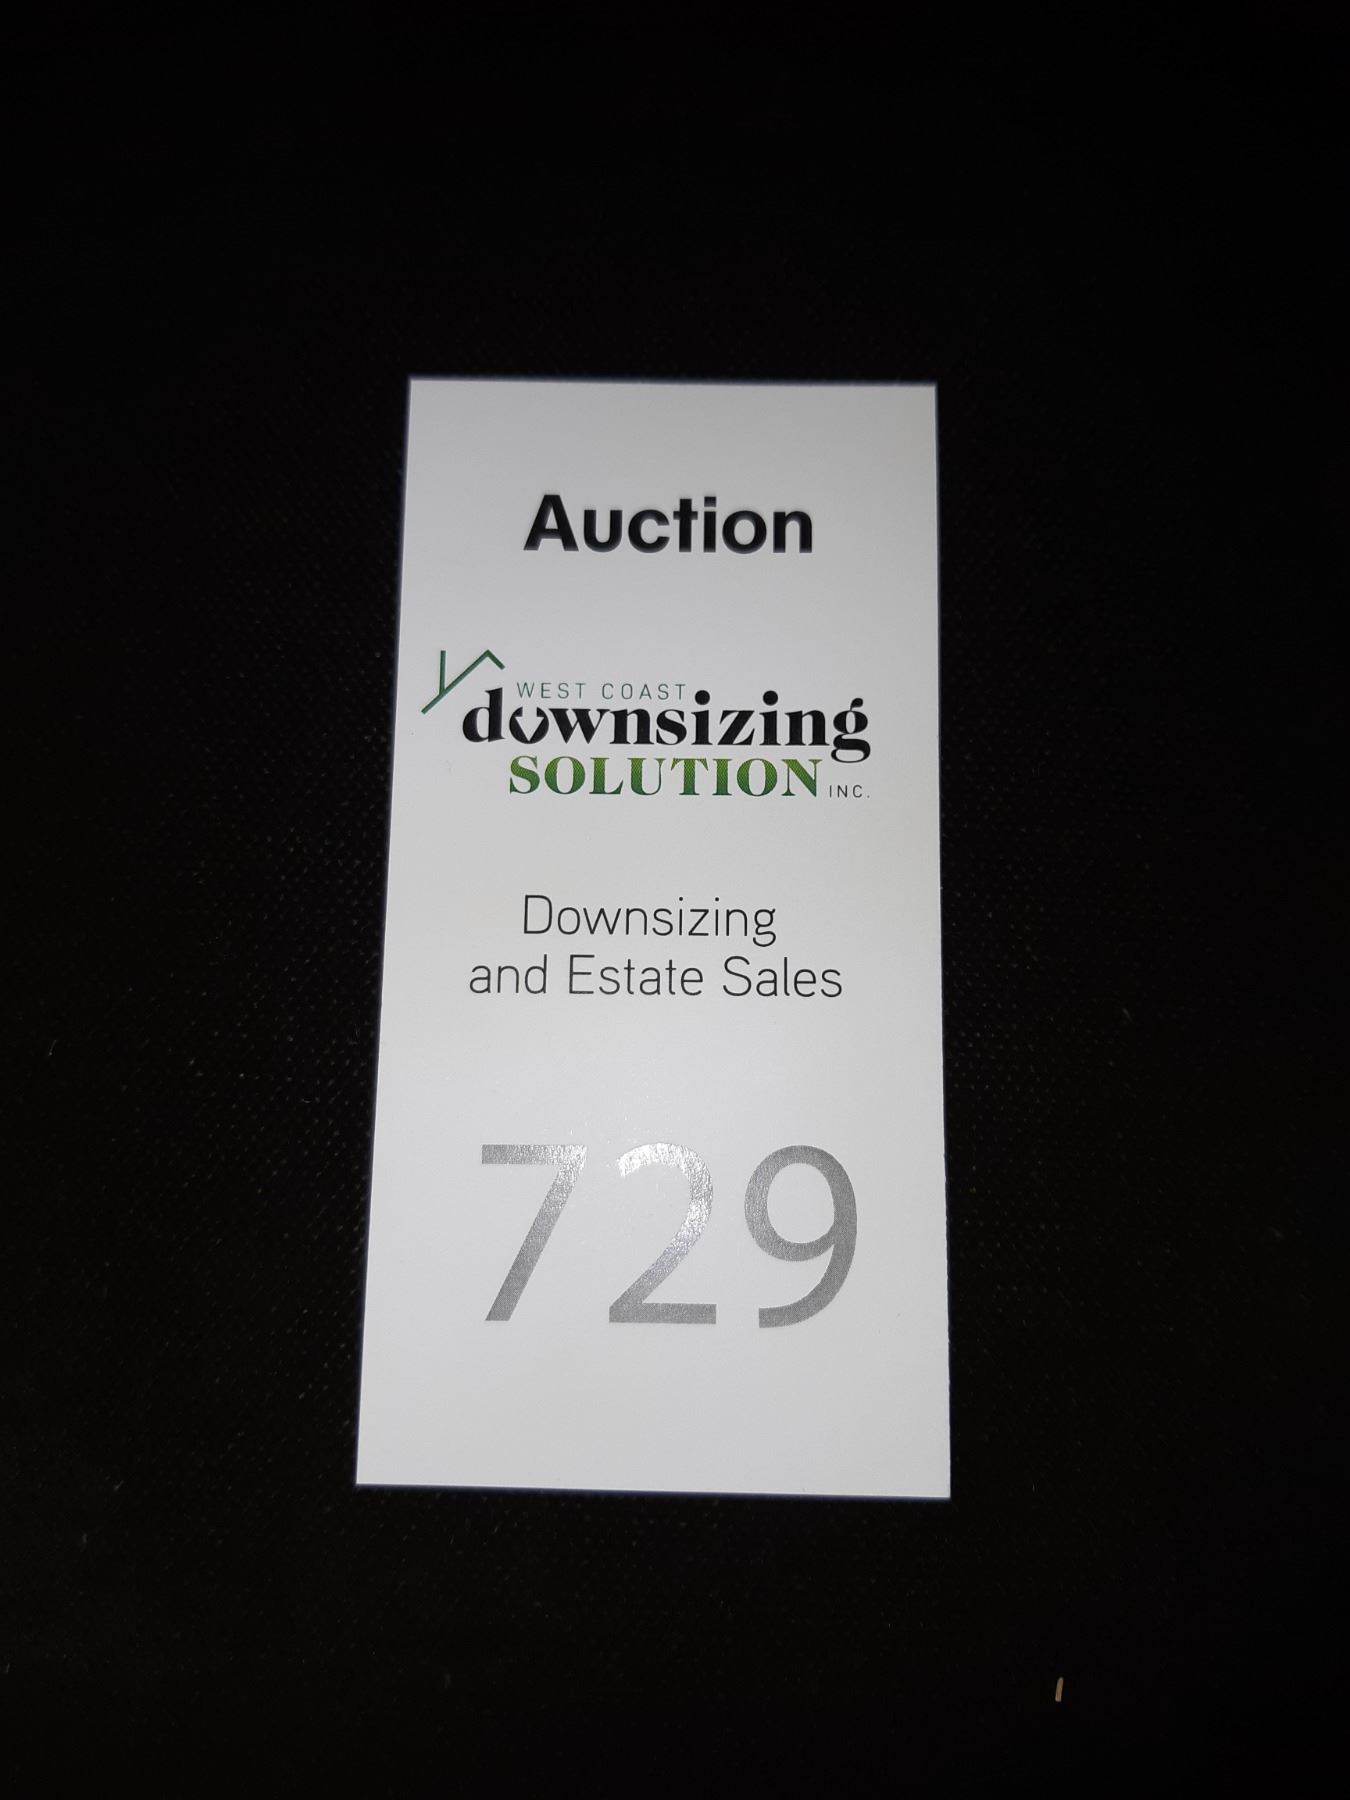 Auction
WEST COAST
downsizing
SOLUTION INC.
Downsizing
and Estate Sales
729